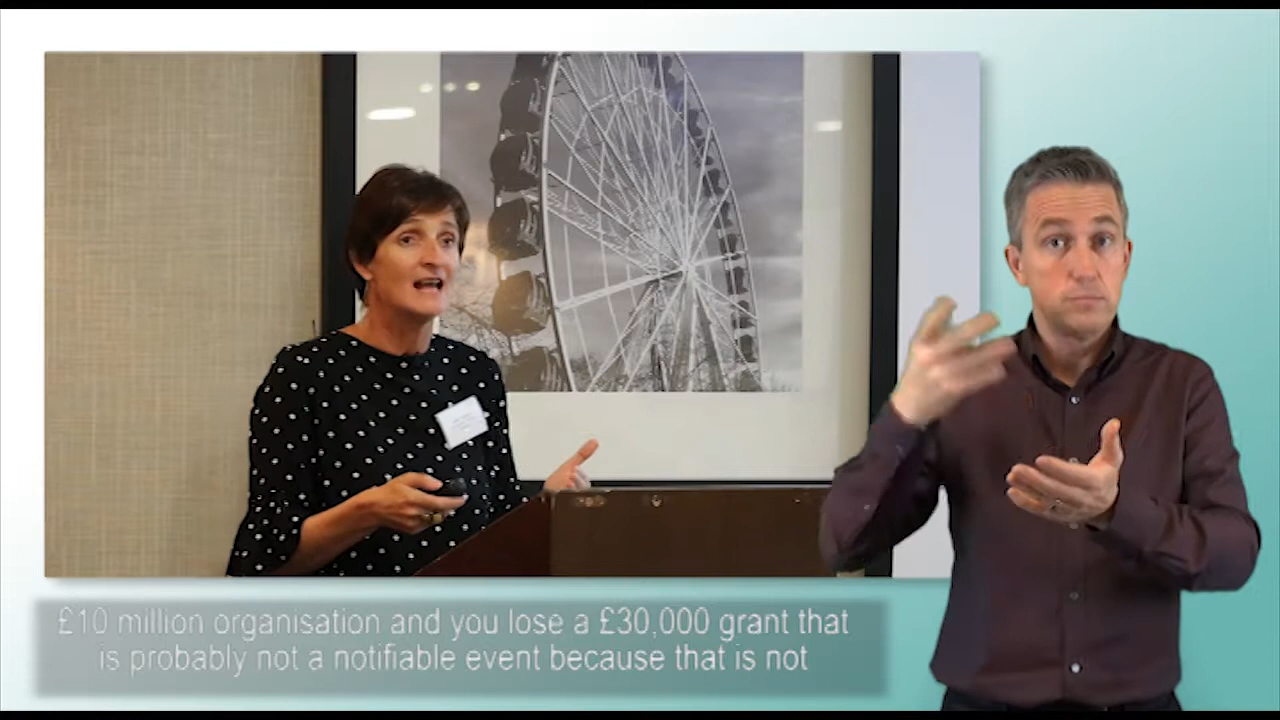 £10 million organisation and you lose a £30,000 grant that
is probably not a notifiable event because that is not